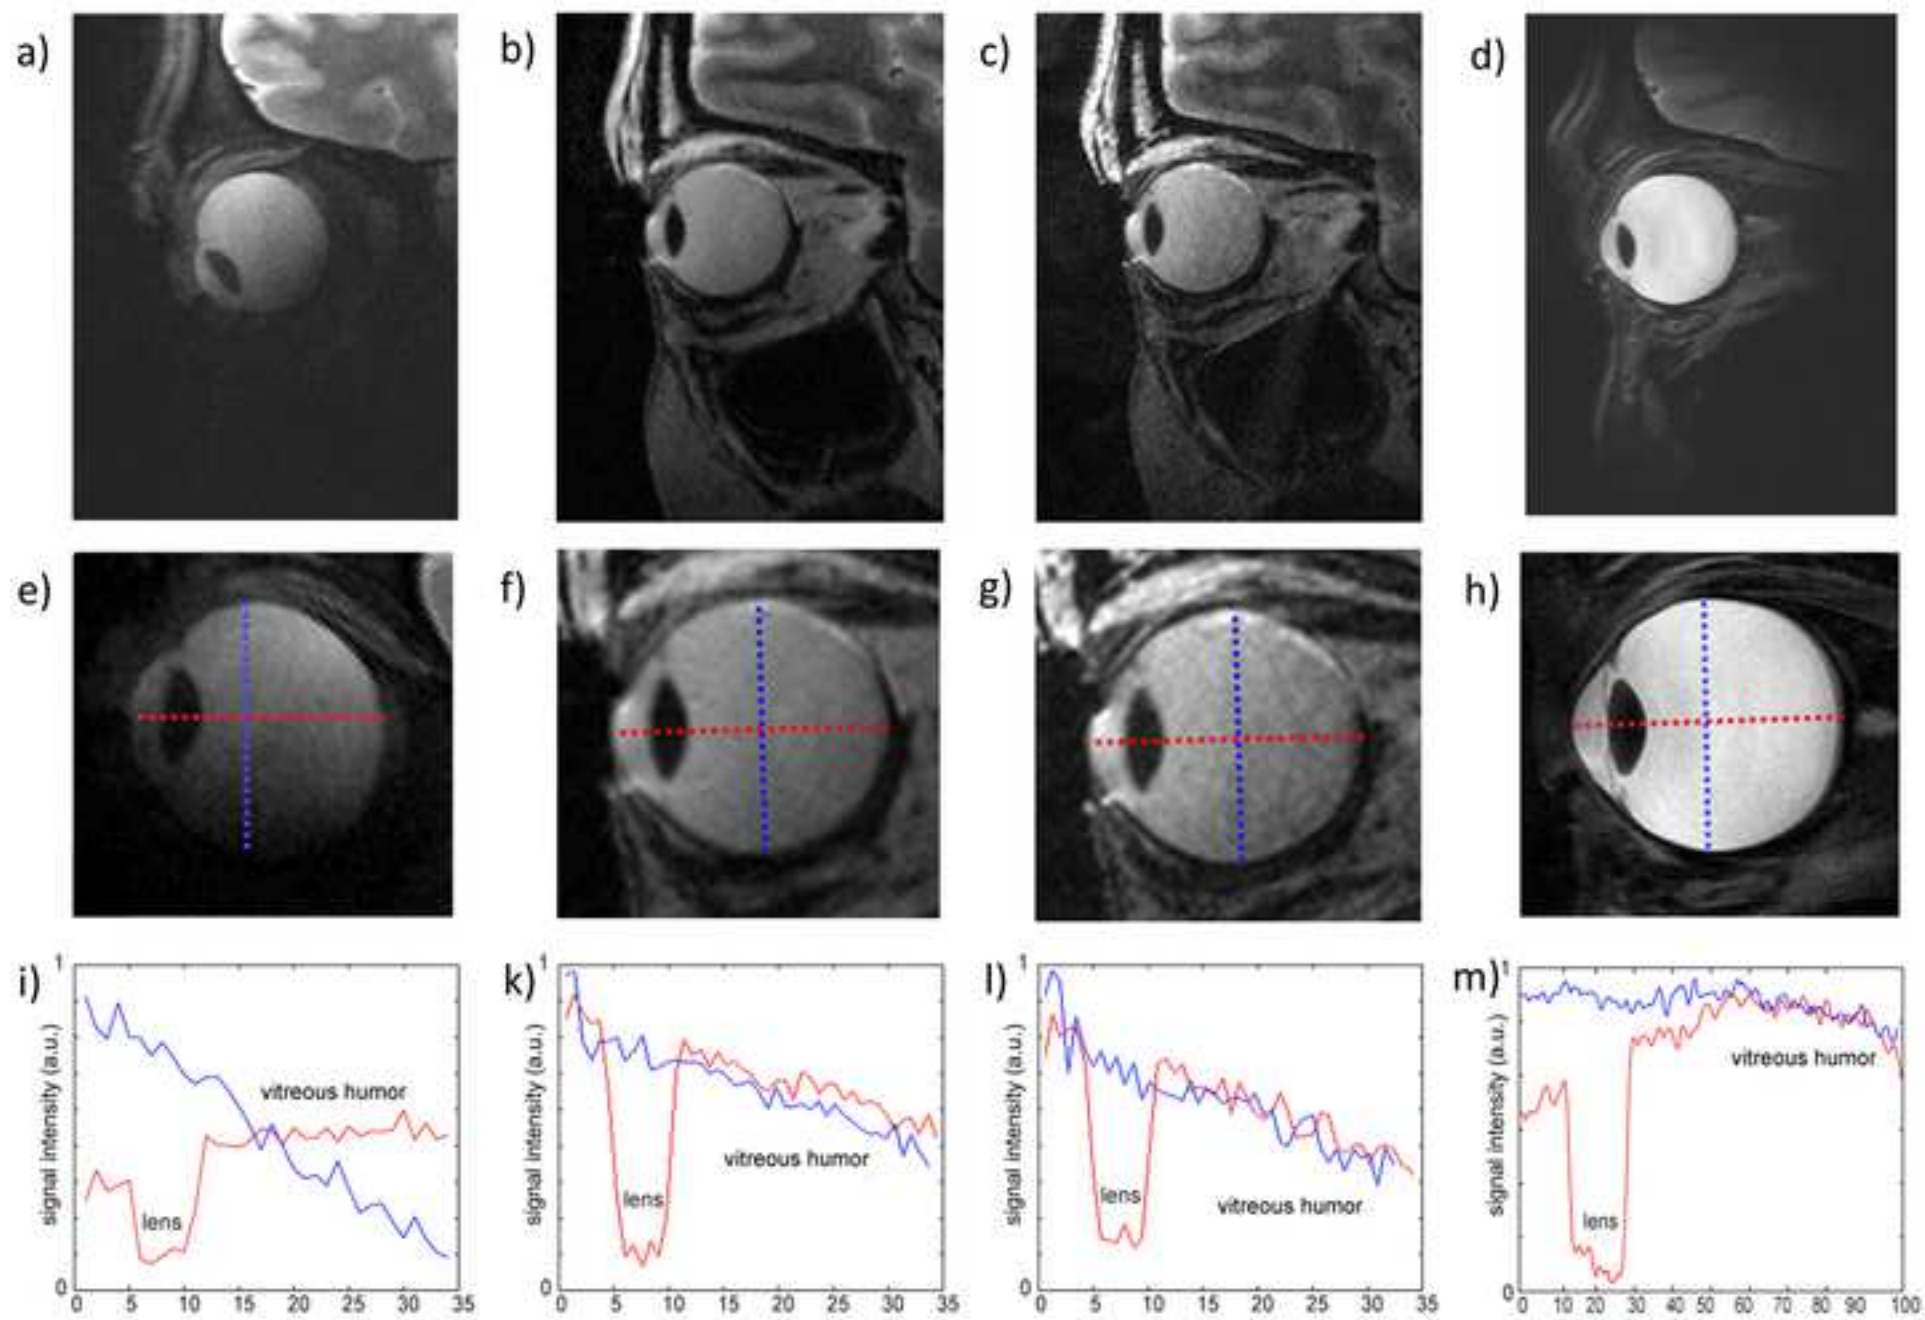 a)
b)
c)
d)
e)
f)
g)
h)
i)
1
signal intensity (a.u.)
vitreous humor
lens
0
0 5 10 15 20 25 30 35
k)
1
signal intensity (a.u.)
vitreous humor
lens
0
0 5 10 15 20 25 30 35
l)
1
signal intensity (a.u.)
vitreous humor
lens
0
0 5 10 15 20 25 30 35
m)
1
signal intensity (a.u.)
vitreous humor
lens
0
0 10 20 30 40 50 60 70 80 90 100